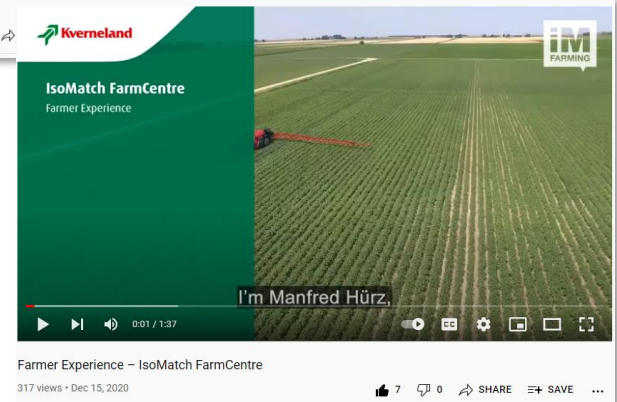 Kverneland
iM
FARMING
IsoMatch FarmCentre
Farmer Experience
I'm Manfred Hürz,
0:01 / 1:37
CC
Farmer Experience – IsoMatch FarmCentre
317 views • Dec 15, 2020
7 0 SHARE SAVE ...